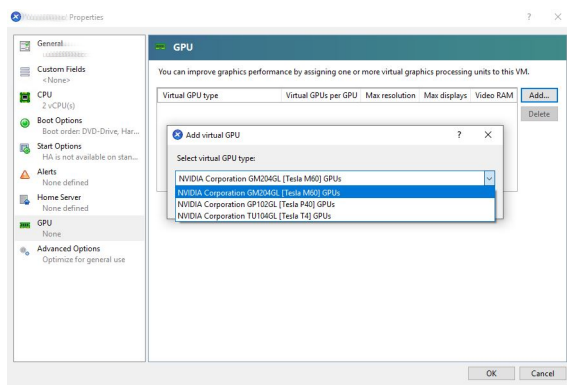 : Properties
? ×
General
Custom Fields
<None>
CPU
2 vCPU(s)
Boot Options
Boot order: DVD-Drive, Har...
Start Options
HA is not available on stan...
Alerts
None defined
Home Server
None defined
GPU
None
Advanced Options
Optimize for general use
GPU
You can improve graphics performance by assigning one or more virtual graphics processing units to this VM.
Virtual GPU type Virtual GPUs per GPU Max resolution Max displays Video RAM
Add...
Delete
Add virtual GPU ? ×
Select virtual GPU type:
NVIDIA Corporation GM204GL [Tesla M60] GPUs
NVIDIA Corporation GM204GL [Tesla M60] GPUs
NVIDIA Corporation GP102GL [Tesla P40] GPUs
NVIDIA Corporation TU104GL [Tesla T4] GPUs
OK Cancel